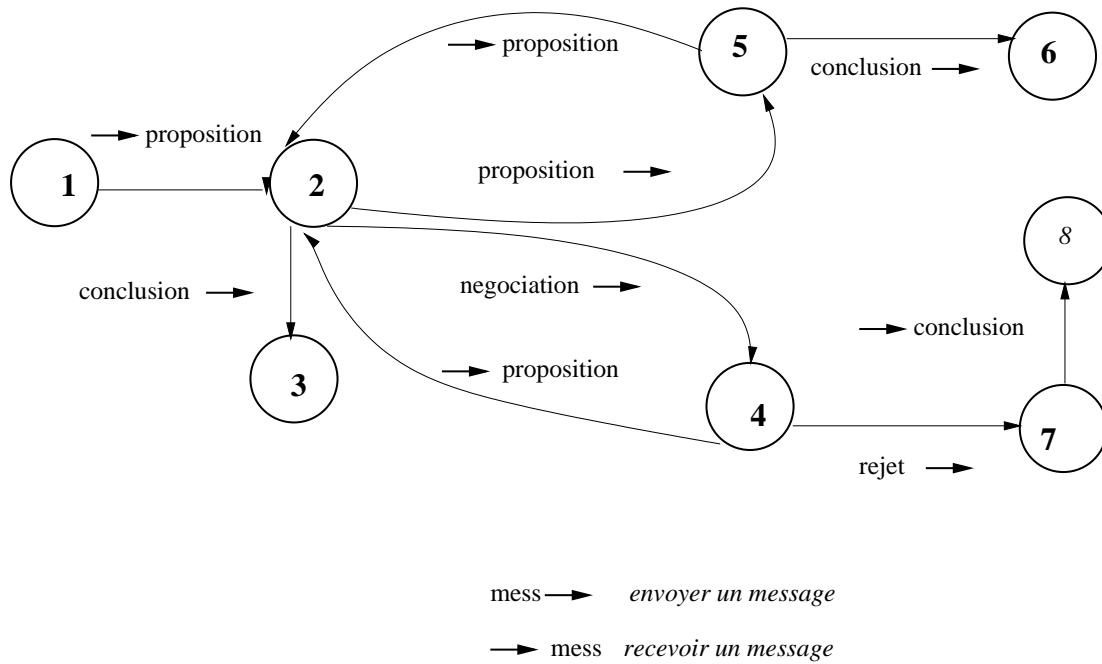 5
6
proposition
conclusion
proposition
1
2
proposition
8
conclusion
negociation
conclusion
3
proposition
4
7
rejet
mess envoyer un message
mess recevoir un message